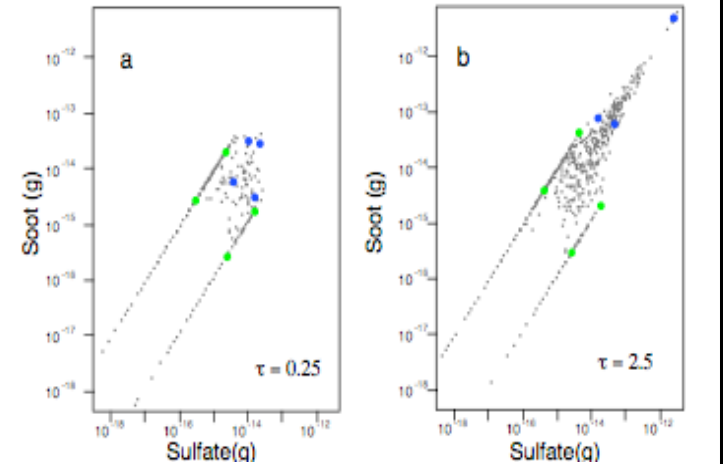 a
10⁻¹²
10⁻¹³
10⁻¹⁴
10⁻¹⁵
10⁻¹⁶
10⁻¹⁷
10⁻¹⁸
Soot (g)
τ = 0.25
10⁻¹⁸ 10⁻¹⁶ 10⁻¹⁴ 10⁻¹²
Sulfate(g)
b
10⁻¹²
10⁻¹³
10⁻¹⁴
10⁻¹⁵
10⁻¹⁶
10⁻¹⁷
10⁻¹⁸
Soot (g)
τ = 2.5
10⁻¹⁸ 10⁻¹⁶ 10⁻¹⁴ 10⁻¹²
Sulfate(g)